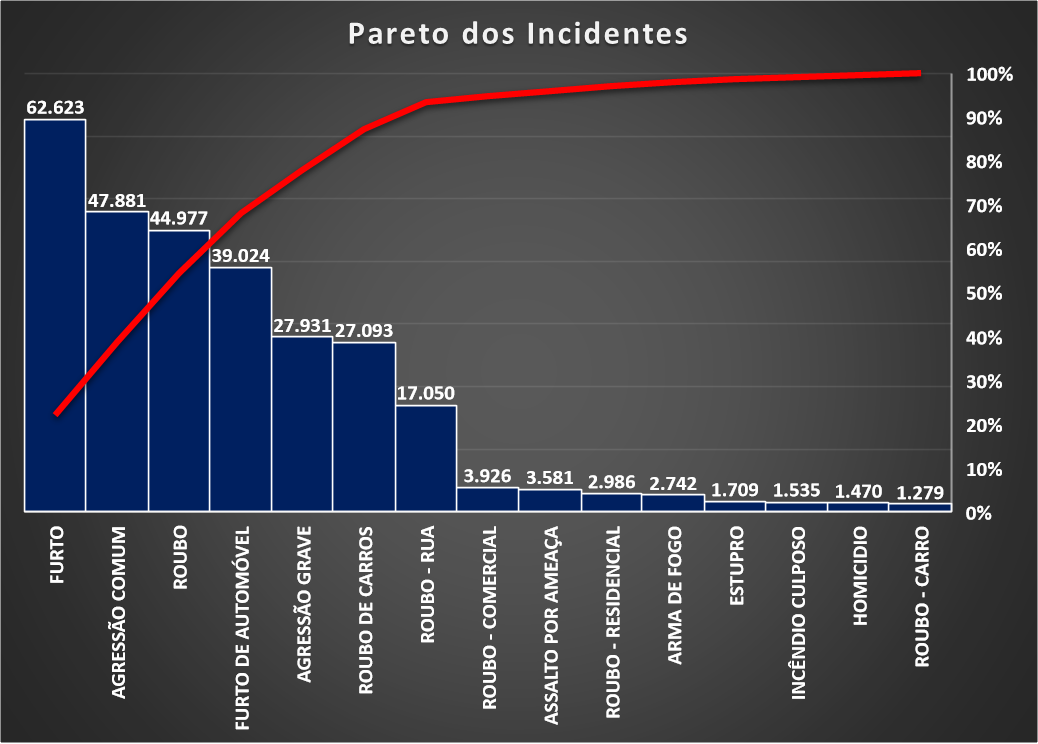 Pareto dos Incidentes
62.623
47.881
44.977
39.024
27.931
27.093
17.050
3.926
3.581
2.986
2.742
1.709
1.535
1.470
1.279
100%
90%
80%
70%
60%
50%
40%
30%
20%
10%
0%
FURTO
AGRESSÃO COMUM
ROUBO
FURTO DE AUTOMÓVEL
AGRESSÃO GRAVE
ROUBO DE CARROS
ROUBO - RUA
ROUBO - COMERCIAL
ASSALTO POR AMEAÇA
ROUBO - RESIDENCIAL
ARMA DE FOGO
ESTUPRO
INCÊNDIO CULPOSO
HOMICIDIO
ROUBO - CARRO